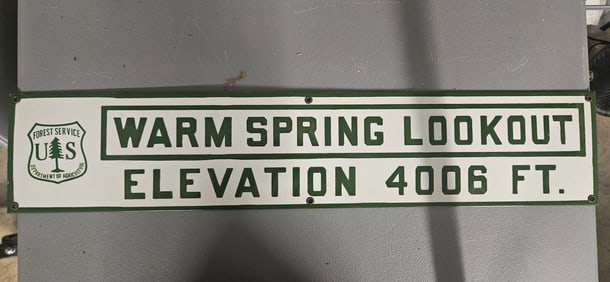 FOREST SERVICE
U S
DEPARTMENT OF AGRICULTURE
WARM SPRING LOOKOUT
ELEVATION 4006 FT.